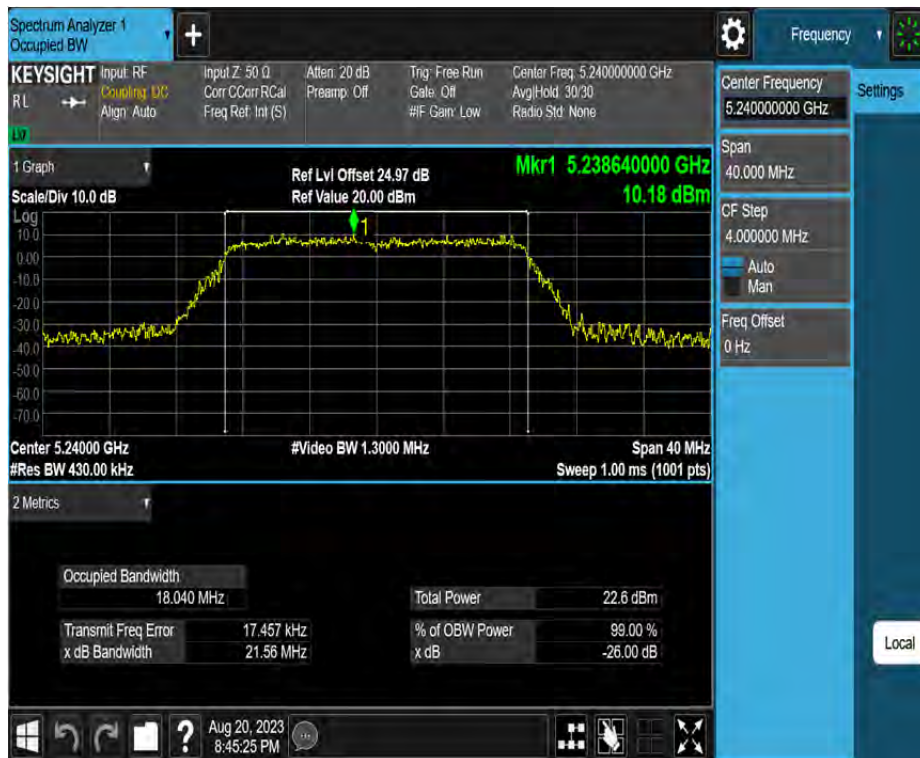 Spectrum Analyzer 1
Occupied BW
Frequency
KEYSIGHT
RL
Input: RF
Coupling: DC
Align: Auto
Input Z: 50 Ω
Corr CCorr RCal
Freq Ref: Int (S)
Atten: 20 dB
Preamp: Off
Trig: Free Run
Gate: Off
#IF Gain: Low
Center Freq: 5.240000000 GHz
Avg|Hold: 30/30
Radio Std: None
Center Frequency
5.240000000 GHz
Settings
Span
40.000 MHz
CF Step
4.000000 MHz
Auto
Man
Freq Offset
0 Hz
1 Graph
Scale/Div 10.0 dB
Ref Lvl Offset 24.97 dB
Ref Value 20.00 dBm
Mkr1 5.238640000 GHz
10.18 dBm
Log
10.0
0.00
-10.0
-20.0
-30.0
-40.0
-50.0
-60.0
-70.0
1
Center 5.24000 GHz
#Video BW 1.3000 MHz
Span 40 MHz
#Res BW 430.00 kHz
Sweep 1.00 ms (1001 pts)
2 Metrics
Occupied Bandwidth
18.040 MHz
Total Power 22.6 dBm
Transmit Freq Error 17.457 kHz
% of OBW Power 99.00 %
x dB Bandwidth 21.56 MHz
x dB -26.00 dB
Local
?
Aug 20, 2023
8:45:25 PM